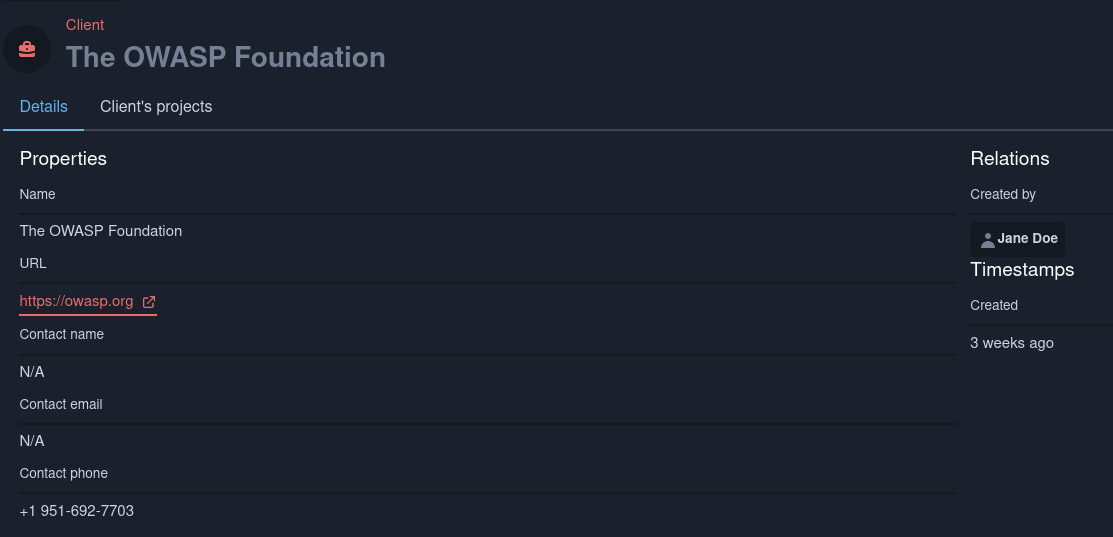 Client
The OWASP Foundation
Details
Client's projects
Properties
Name
The OWASP Foundation
URL
https://owasp.org
Contact name
N/A
Contact email
N/A
Contact phone
+1 951-692-7703
Relations
Created by
Jane Doe
Timestamps
Created
3 weeks ago